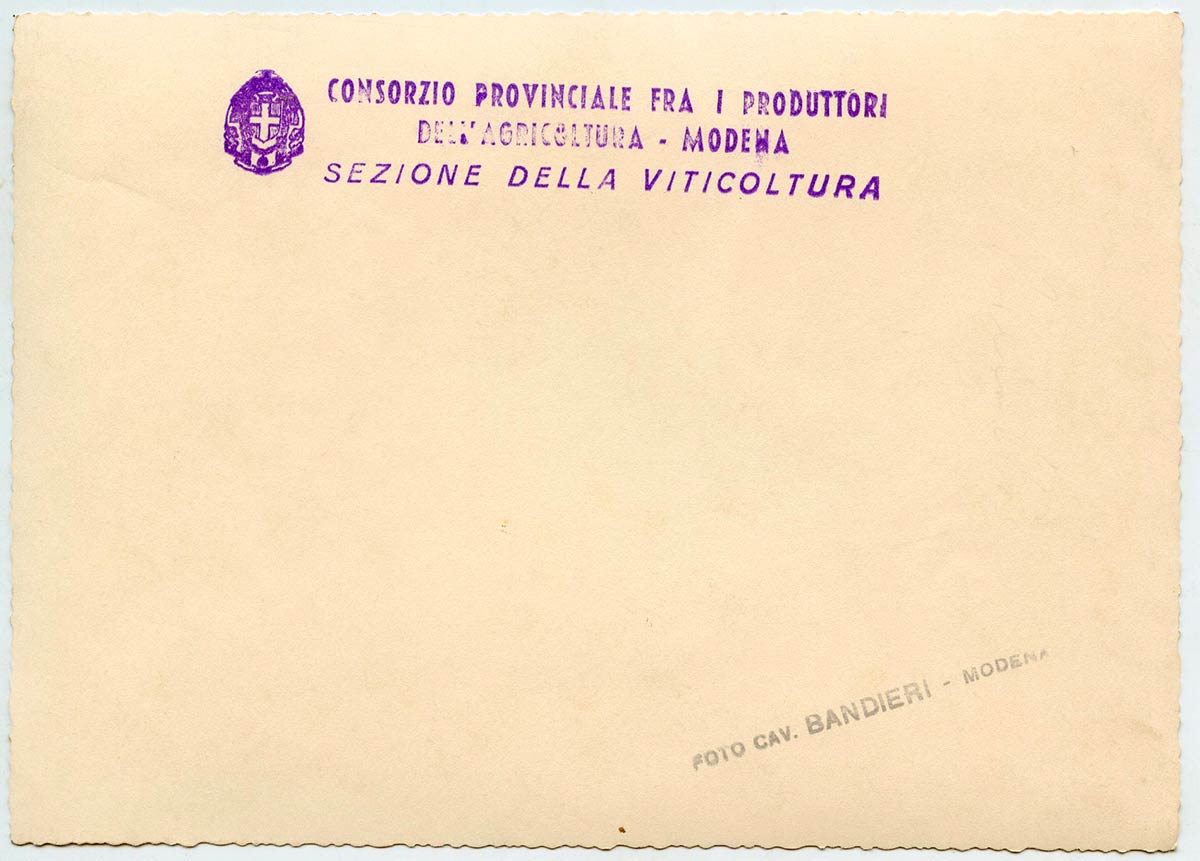 CONSORZIO PROVINCIALE FRA I PRODUTTORI
DELL'AGRICOLTURA - MODENA
SEZIONE DELLA VITICOLTURA
FOTO CAV. BANDIERI - MODENA